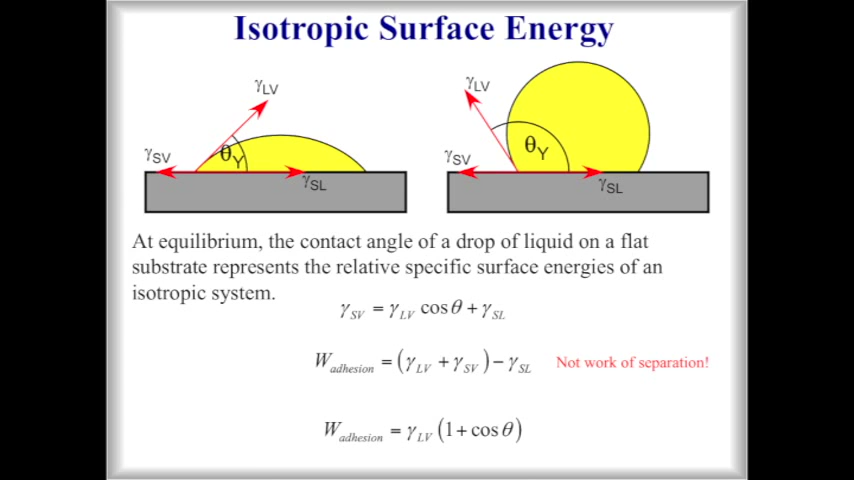 Isotropic Surface Energy
γLV
γLV
γSV
θY
γSL
γSV
θY
γSL
At equilibrium, the contact angle of a drop of liquid on a flat
substrate represents the relative specific surface energies of an
isotropic system.
γSV = γLV cosθ + γSL
Wadhesion = (γLV + γSV) − γSL Not work of separation!
Wadhesion = γLV (1 + cosθ)